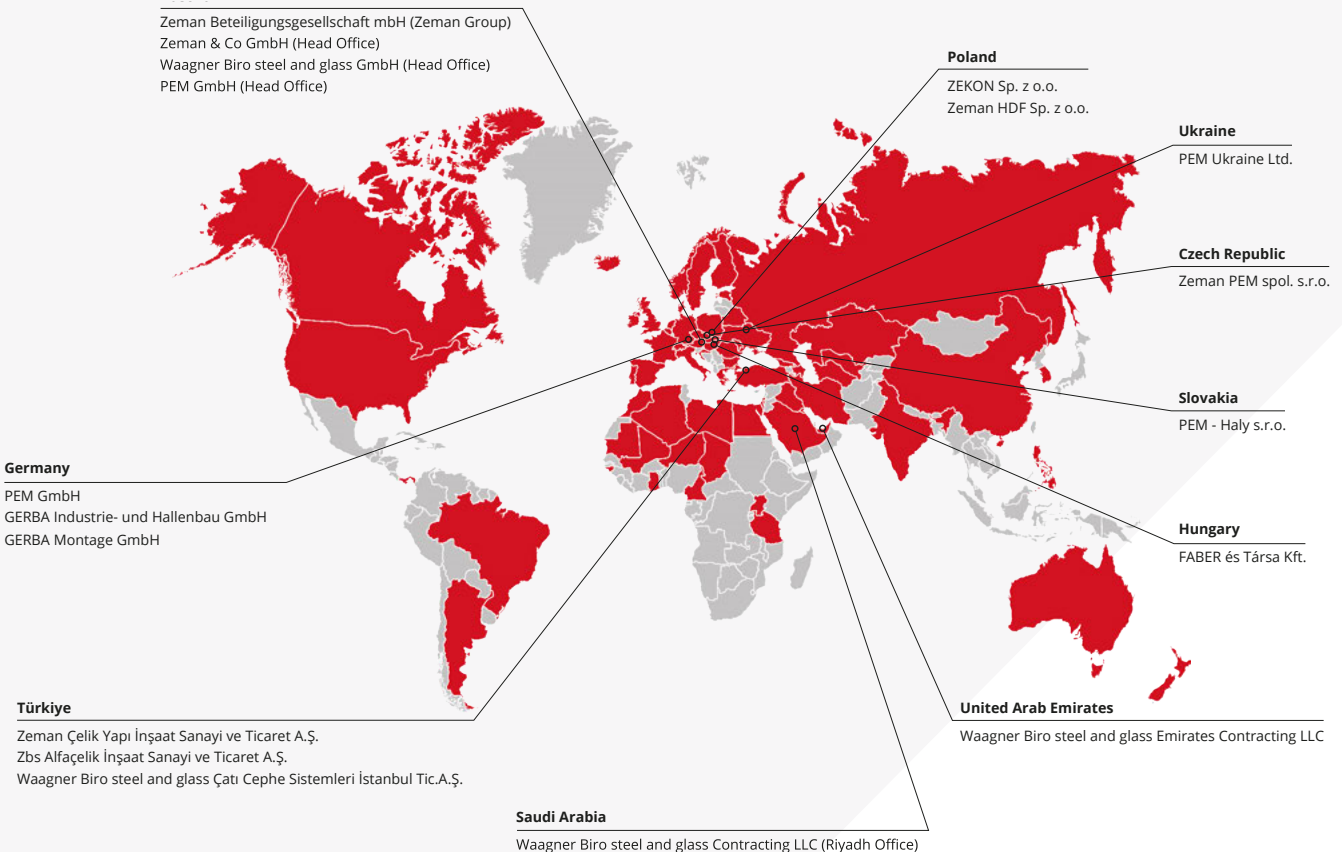 Zeman Beteiligungsgesellschaft mbH (Zeman Group)
Zeman & Co GmbH (Head Office)
Waagner Biro steel and glass GmbH (Head Office)
PEM GmbH (Head Office)
Poland
ZEKON Sp. z o.o.
Zeman HDF Sp. z o.o.
Ukraine
PEM Ukraine Ltd.
Czech Republic
Zeman PEM spol. s.r.o.
Slovakia
PEM - Haly s.r.o.
Hungary
FABER és Társa Kft.
Germany
PEM GmbH
GERBA Industrie- und Hallenbau GmbH
GERBA Montage GmbH
Türkiye
Zeman Çelik Yapı İnşaat Sanayi ve Ticaret A.Ş.
Zbs Alfaçelik İnşaat Sanayi ve Ticaret A.Ş.
Waagner Biro steel and glass Çatı Cephe Sistemleri İstanbul Tic.A.Ş.
United Arab Emirates
Waagner Biro steel and glass Emirates Contracting LLC
Saudi Arabia
Waagner Biro steel and glass Contracting LLC (Riyadh Office)